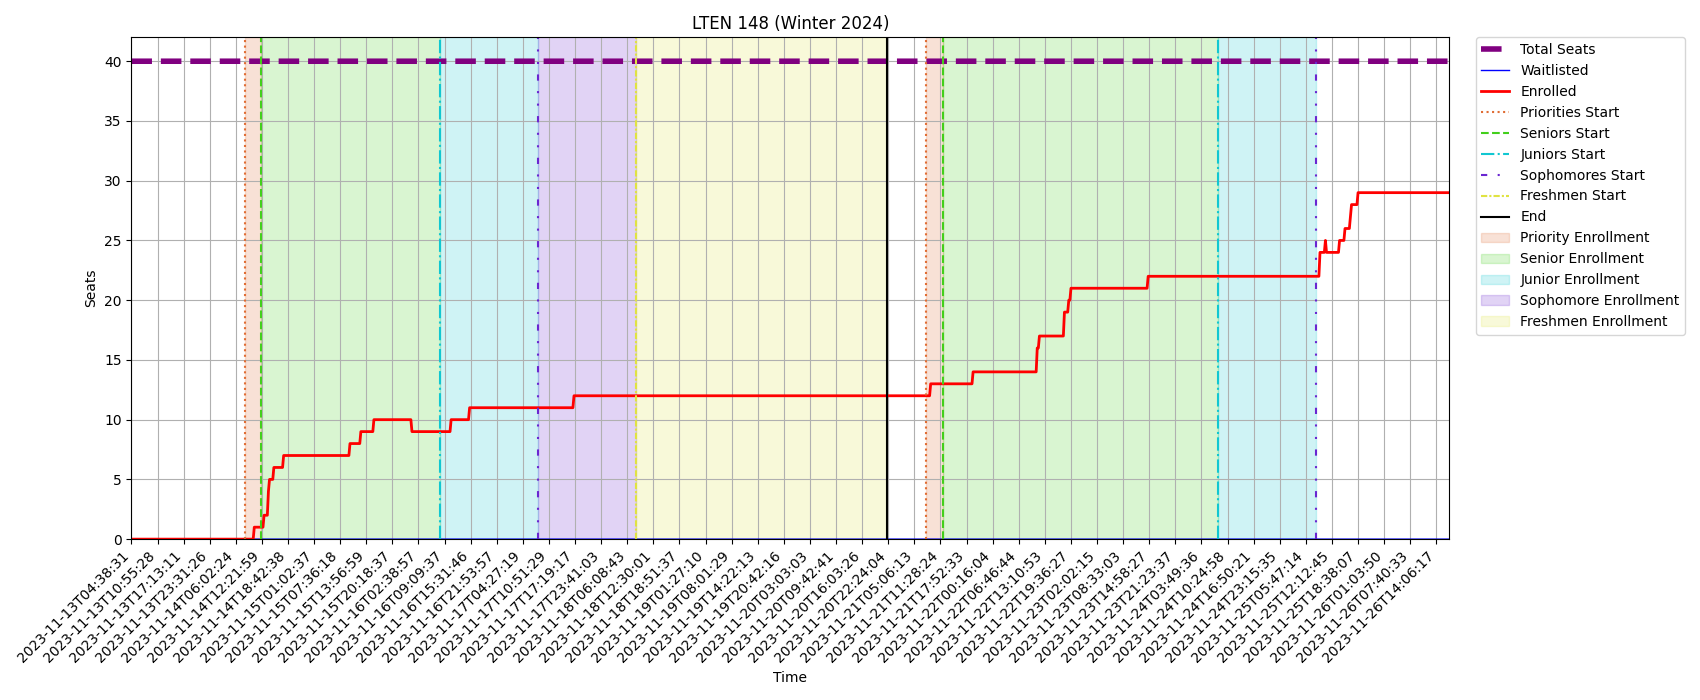 LTEN 148 (Winter 2024)
Seats
40
35
30
25
20
15
10
5
0
2023-11-13T04:38:31
2023-11-13T10:55:28
2023-11-13T17:13:11
2023-11-13T23:31:26
2023-11-14T06:02:24
2023-11-14T12:21:59
2023-11-14T18:42:38
2023-11-15T01:02:37
2023-11-15T07:36:18
2023-11-15T13:56:59
2023-11-15T20:18:37
2023-11-16T02:38:57
2023-11-16T09:09:37
2023-11-16T15:31:46
2023-11-16T21:53:57
2023-11-17T04:27:19
2023-11-17T10:51:29
2023-11-17T17:19:17
2023-11-17T23:41:03
2023-11-18T06:08:43
2023-11-18T12:30:01
2023-11-18T18:51:37
2023-11-19T01:27:10
2023-11-19T08:01:29
2023-11-19T14:22:13
2023-11-19T20:42:16
2023-11-20T03:03:03
2023-11-20T09:42:41
2023-11-20T16:03:26
2023-11-20T22:24:04
2023-11-21T05:06:13
2023-11-21T11:28:24
2023-11-21T17:52:33
2023-11-22T00:16:04
2023-11-22T06:46:44
2023-11-22T13:10:53
2023-11-22T19:36:27
2023-11-23T02:02:15
2023-11-23T08:33:03
2023-11-23T14:58:27
2023-11-23T21:23:37
2023-11-24T03:49:36
2023-11-24T10:24:58
2023-11-24T16:50:21
2023-11-24T23:15:35
2023-11-25T05:47:14
2023-11-25T12:12:45
2023-11-25T18:38:07
2023-11-26T01:03:50
2023-11-26T07:40:33
2023-11-26T14:06:17
Time
Total Seats
Waitlisted
Enrolled
Priorities Start
Seniors Start
Juniors Start
Sophomores Start
Freshmen Start
End
Priority Enrollment
Senior Enrollment
Junior Enrollment
Sophomore Enrollment
Freshmen Enrollment